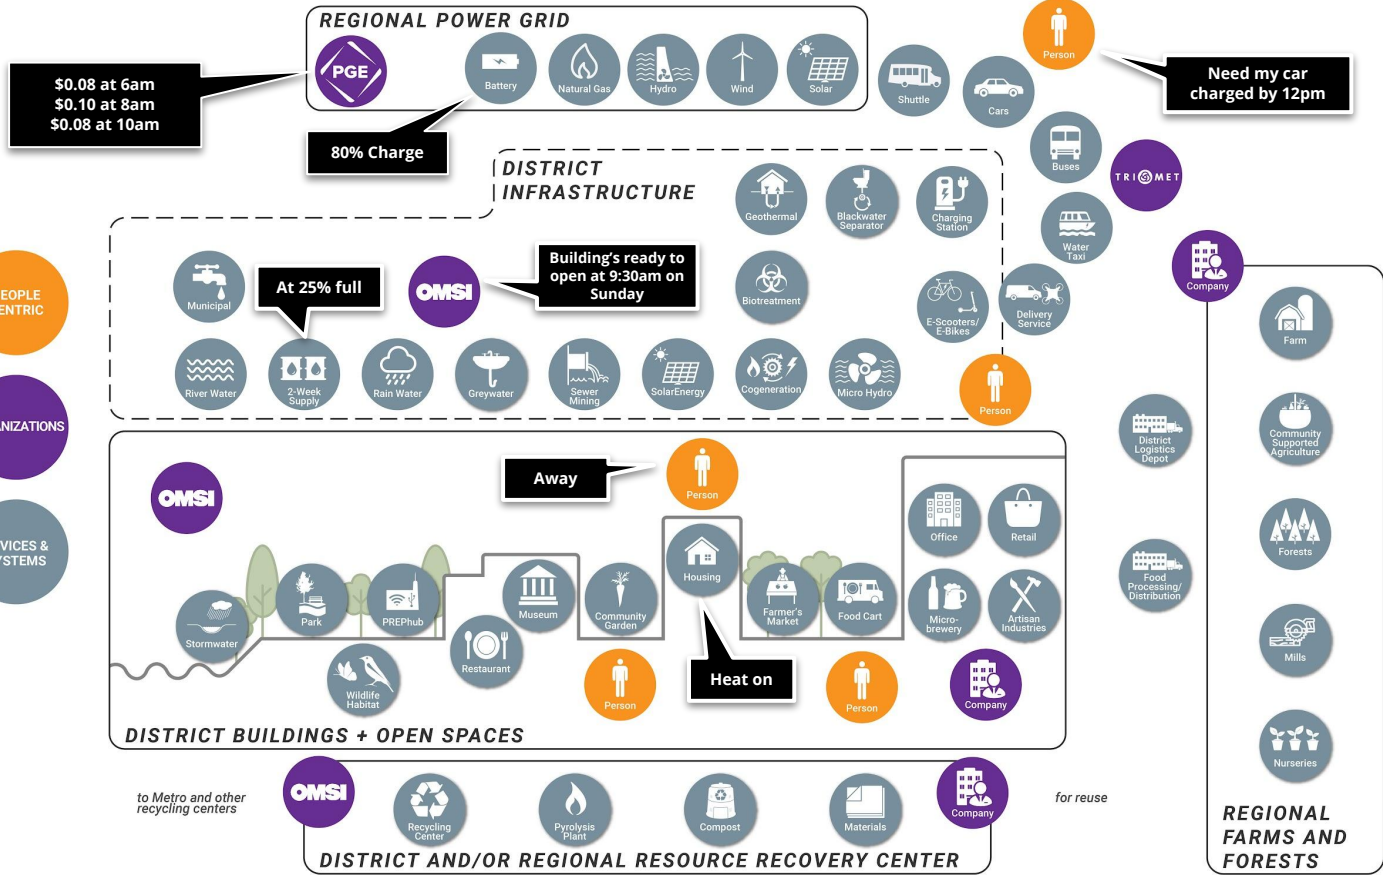 REGIONAL POWER GRID
PGE
Battery
Natural Gas
Hydro
Wind
Solar
Shuttle
Cars
Person
Need my car
charged by 12pm
$0.08 at 6am
$0.10 at 8am
$0.08 at 10am
80% Charge
Buses
TRI MET
Water
Taxi
DISTRICT
INFRASTRUCTURE
Geothermal
Blackwater
Separator
Charging
Station
Municipal
At 25% full
OMSI
Building's ready to
open at 9:30am on
Sunday
Biotreatment
E-Scooters/
E-Bikes
Delivery
Service
River Water
2-Week
Supply
Rain Water
Greywater
Sewer
Mining
SolarEnergy
Cogeneration
Micro Hydro
Person
EOPLE
ENTRIC
ANIZATIONS
VICES &
YSTEMS
OMSI
Away
Person
Office
Retail
Housing
Stormwater
Park
PREPhub
Museum
Community
Garden
Farmer's
Market
Food Cart
Micro-
brewery
Artisan
Industries
Wildlife
Habitat
Restaurant
Person
Heat on
Person
Company
DISTRICT BUILDINGS + OPEN SPACES
District
Logistics
Depot
Food
Processing/
Distribution
Company
Farm
Community
Supported
Agriculture
Forests
Mills
Nurseries
REGIONAL
FARMS AND
FORESTS
to Metro and other
recycling centers
OMSI
Recycling
Center
Pyrolysis
Plant
Compost
Materials
Company
for reuse
DISTRICT AND/OR REGIONAL RESOURCE RECOVERY CENTER